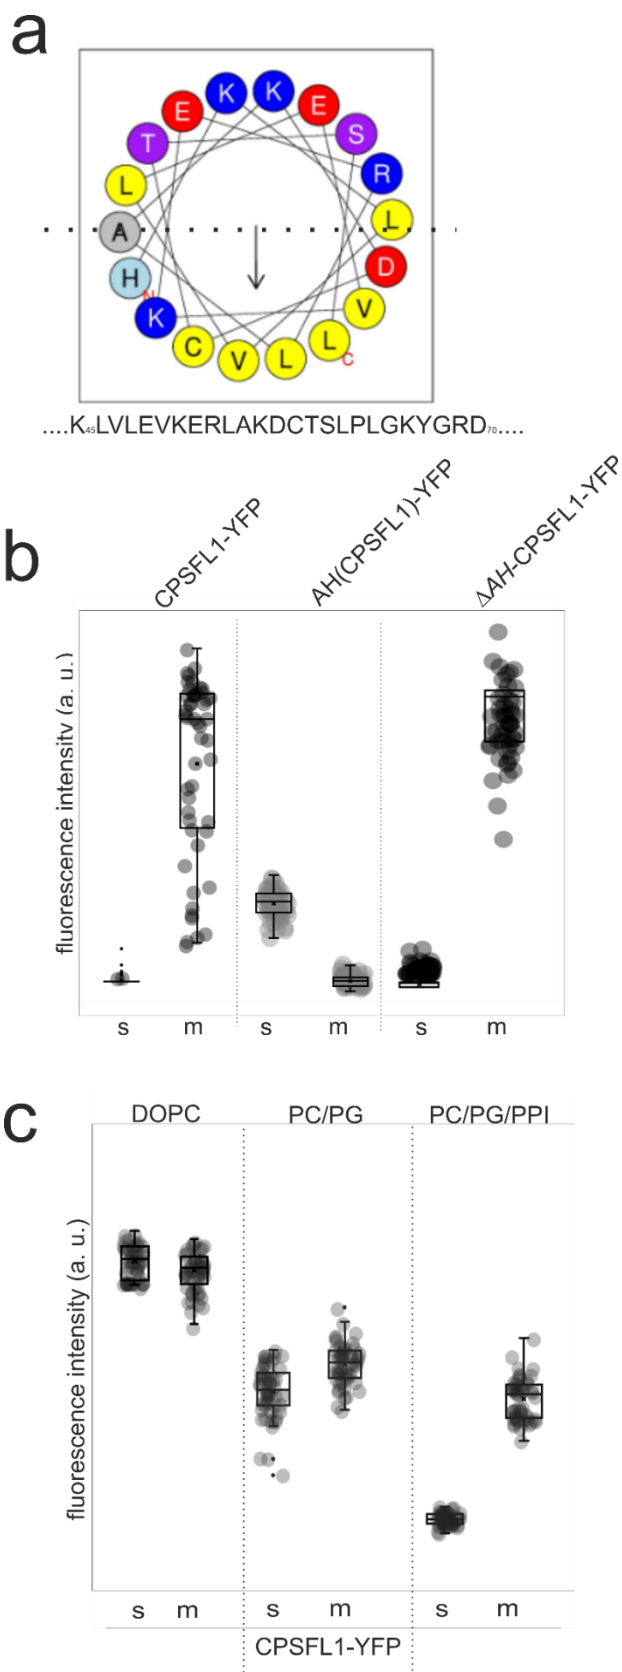 a
K
K
E
E
T
S
R
L
L
A
D
H
N
K
V
C
V
L
L
C
....K₄₅LVLEVKERLAKDCTSLPLGKYGRD₇₀....
b
CPSFL1-YFP
AH(CPSFL1)-YFP
ΔAH-CPSFL1-YFP
fluorescence intensity (a. u.)
s m s m s m
c
DOPC PC/PG PC/PG/PPI
fluorescence intensity (a. u.)
s m s m s m
CPSFL1-YFP